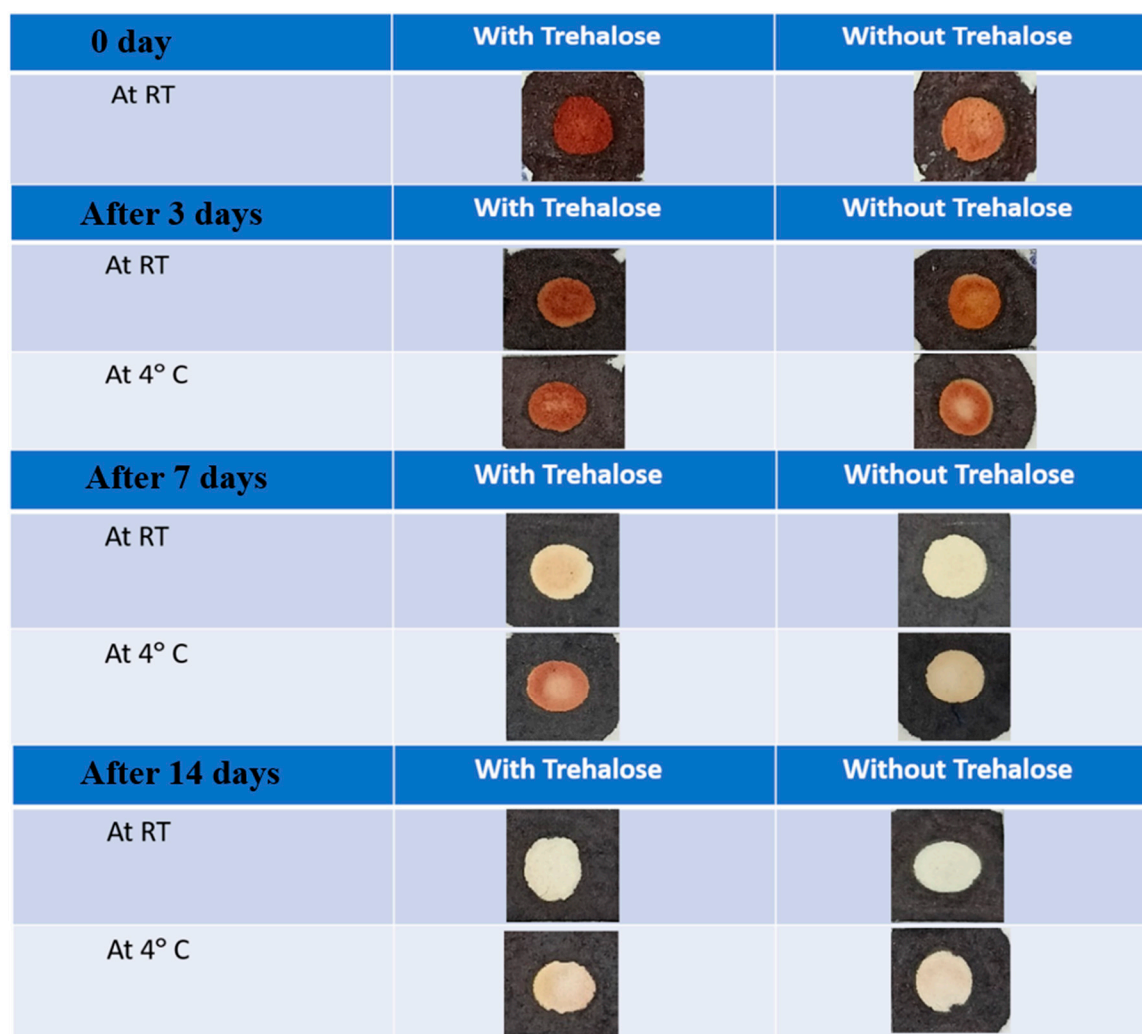 0 day With Trehalose Without Trehalose
At RT
After 3 days With Trehalose Without Trehalose
At RT
At 4° C
After 7 days With Trehalose Without Trehalose
At RT
At 4° C
After 14 days With Trehalose Without Trehalose
At RT
At 4° C